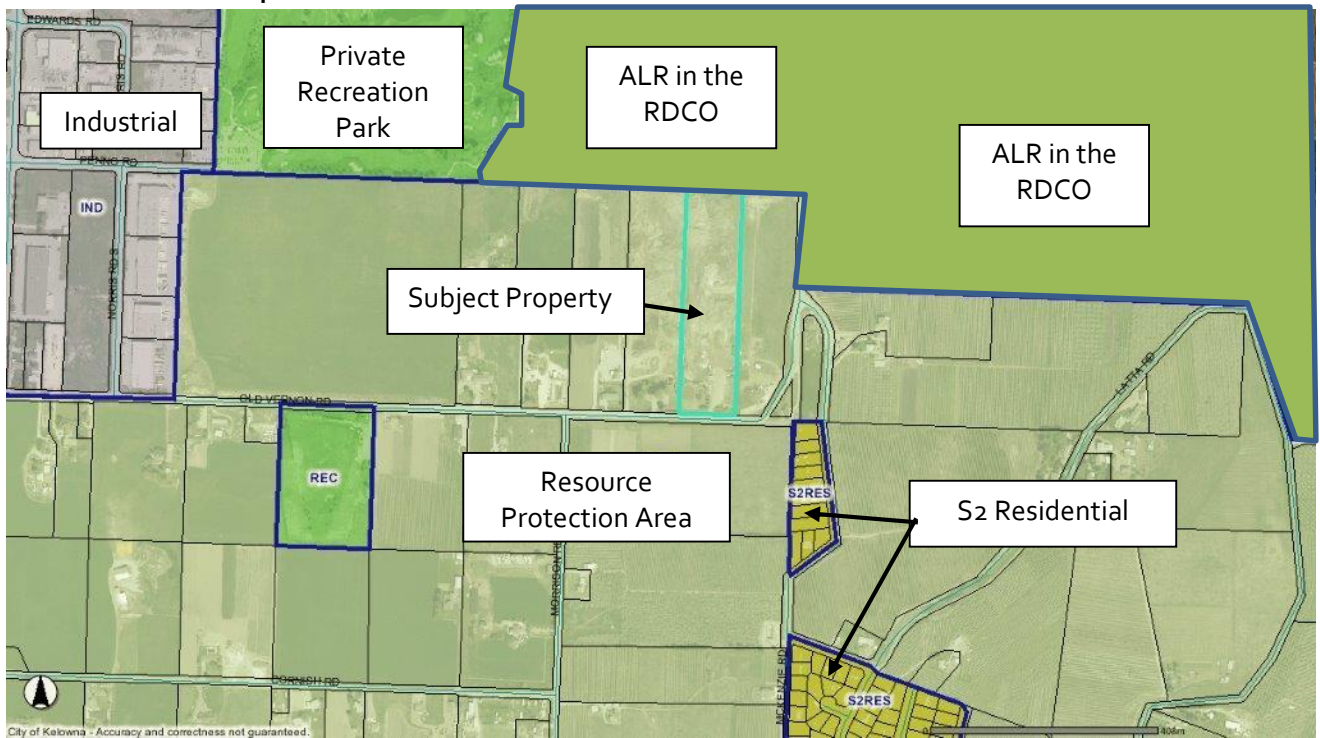 EDWARDS RD
Private
Recreation
Park
ALR in the
RDCO
Industrial
ALR in the
RDCO
PENNO RD
IND
MORRIS RD S
Subject Property
LATTA RD
OLD VERNON RD
REC
Resource
Protection Area
S2RES
S2 Residential
CORNISH RD
MCKENZIE RD
S2RES
City of Kelowna - Accuracy and correctness not guaranteed.